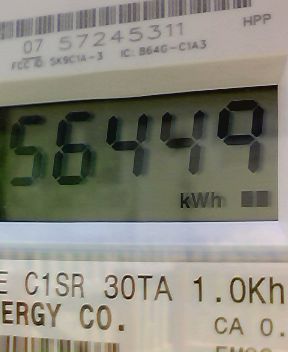 HPP
07 57245311
FCC ID: SK9C1A-3 IC: 864G-C1A3
56449
kWh
E C1SR 30TA 1.0Kh
ERGY CO.
CA 0.